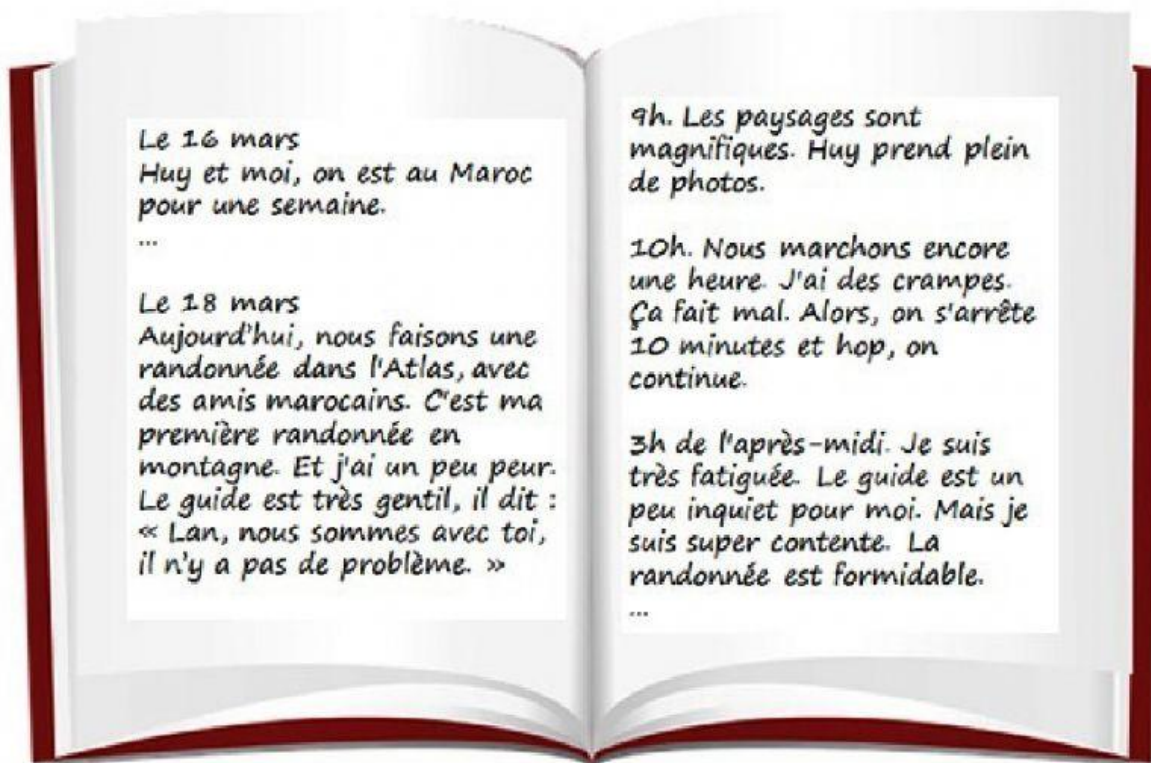 Le 16 mars
Huy et moi, on est au Maroc
pour une semaine.
...
Le 18 mars
Aujourd'hui, nous faisons une
randonnée dans l'Atlas, avec
des amis marocains. C'est ma
première randonnée en
montagne. Et j'ai un peu peur.
Le guide est très gentil, il dit :
« Lan, nous sommes avec toi,
il n'y a pas de problème. »
9h. Les paysages sont
magnifiques. Huy prend plein
de photos.
10h. Nous marchons encore
une heure. J'ai des crampes.
Ça fait mal. Alors, on s'arrête
10 minutes et hop, on
continue.
3h de l'après-midi. Je suis
très fatiguée. Le guide est un
peu inquiet pour moi. Mais je
suis super contente. La
randonnée est formidable.
...